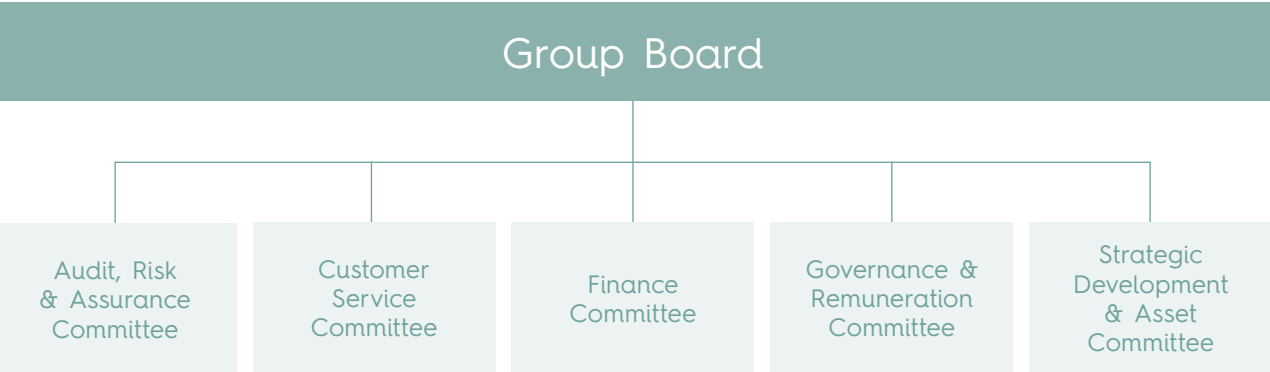 Group Board
Audit, Risk
& Assurance
Committee
Customer
Service
Committee
Finance
Committee
Governance &
Remuneration
Committee
Strategic
Development
& Asset
Committee